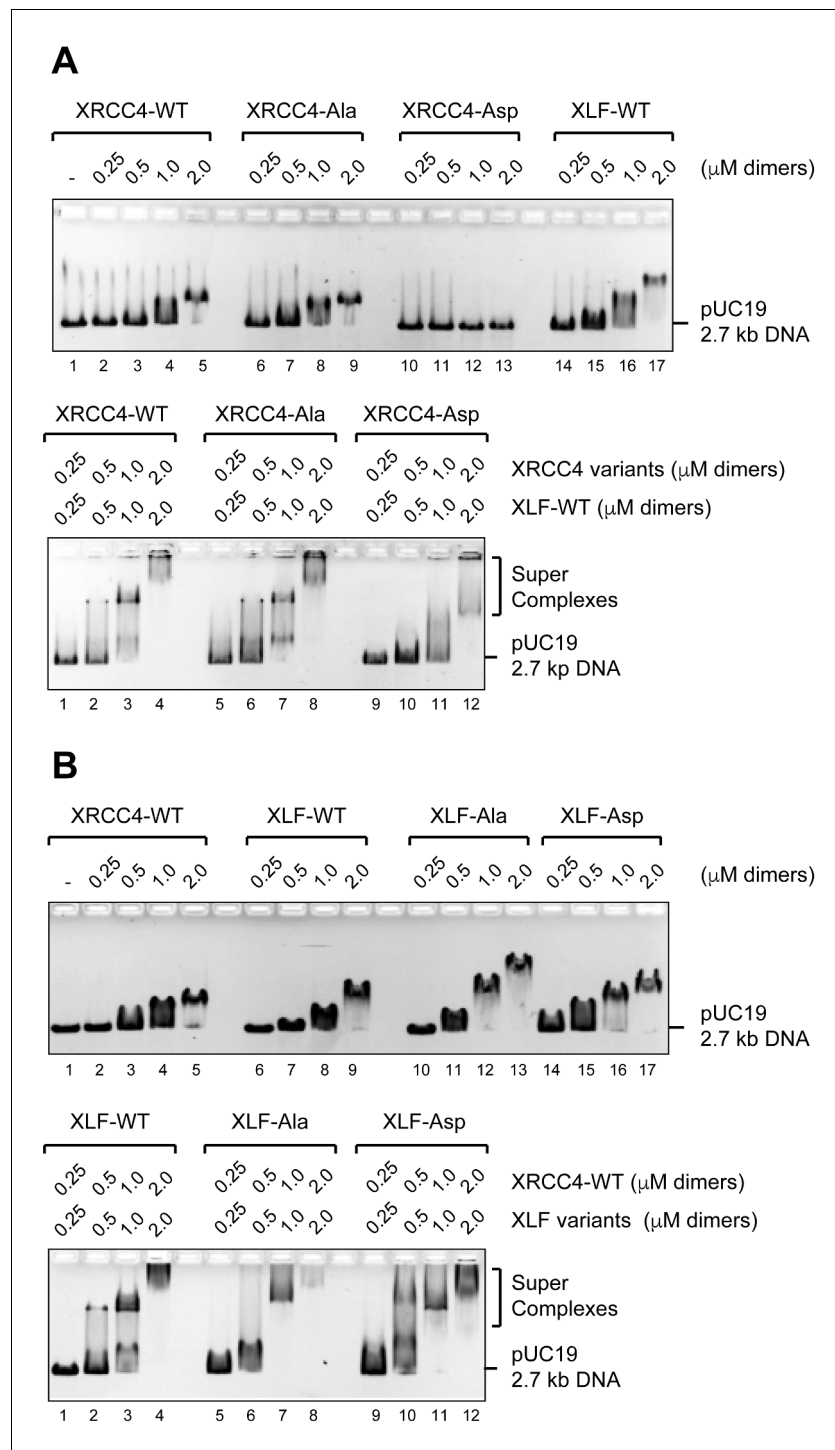 A
XRCC4-WT XRCC4-Ala XRCC4-Asp XLF-WT
- 0.25 0.5 1.0 2.0 0.25 0.5 1.0 2.0 0.25 0.5 1.0 2.0 0.25 0.5 1.0 2.0 (μM dimers)
pUC19
2.7 kb DNA
1 2 3 4 5 6 7 8 9 10 11 12 13 14 15 16 17
XRCC4-WT XRCC4-Ala XRCC4-Asp
0.25 0.5 1.0 2.0 0.25 0.5 1.0 2.0 0.25 0.5 1.0 2.0 XRCC4 variants (μM dimers)
0.25 0.5 1.0 2.0 0.25 0.5 1.0 2.0 0.25 0.5 1.0 2.0 XLF-WT (μM dimers)
Super
Complexes
pUC19
2.7 kp DNA
1 2 3 4 5 6 7 8 9 10 11 12
B
XRCC4-WT XLF-WT XLF-Ala XLF-Asp
- 0.25 0.5 1.0 2.0 0.25 0.5 1.0 2.0 0.25 0.5 1.0 2.0 0.25 0.5 1.0 2.0 (μM dimers)
pUC19
2.7 kb DNA
1 2 3 4 5 6 7 8 9 10 11 12 13 14 15 16 17
XLF-WT XLF-Ala XLF-Asp
0.25 0.5 1.0 2.0 0.25 0.5 1.0 2.0 0.25 0.5 1.0 2.0 XRCC4-WT (μM dimers)
0.25 0.5 1.0 2.0 0.25 0.5 1.0 2.0 0.25 0.5 1.0 2.0 XLF variants (μM dimers)
Super
Complexes
pUC19
2.7 kb DNA
1 2 3 4 5 6 7 8 9 10 11 12